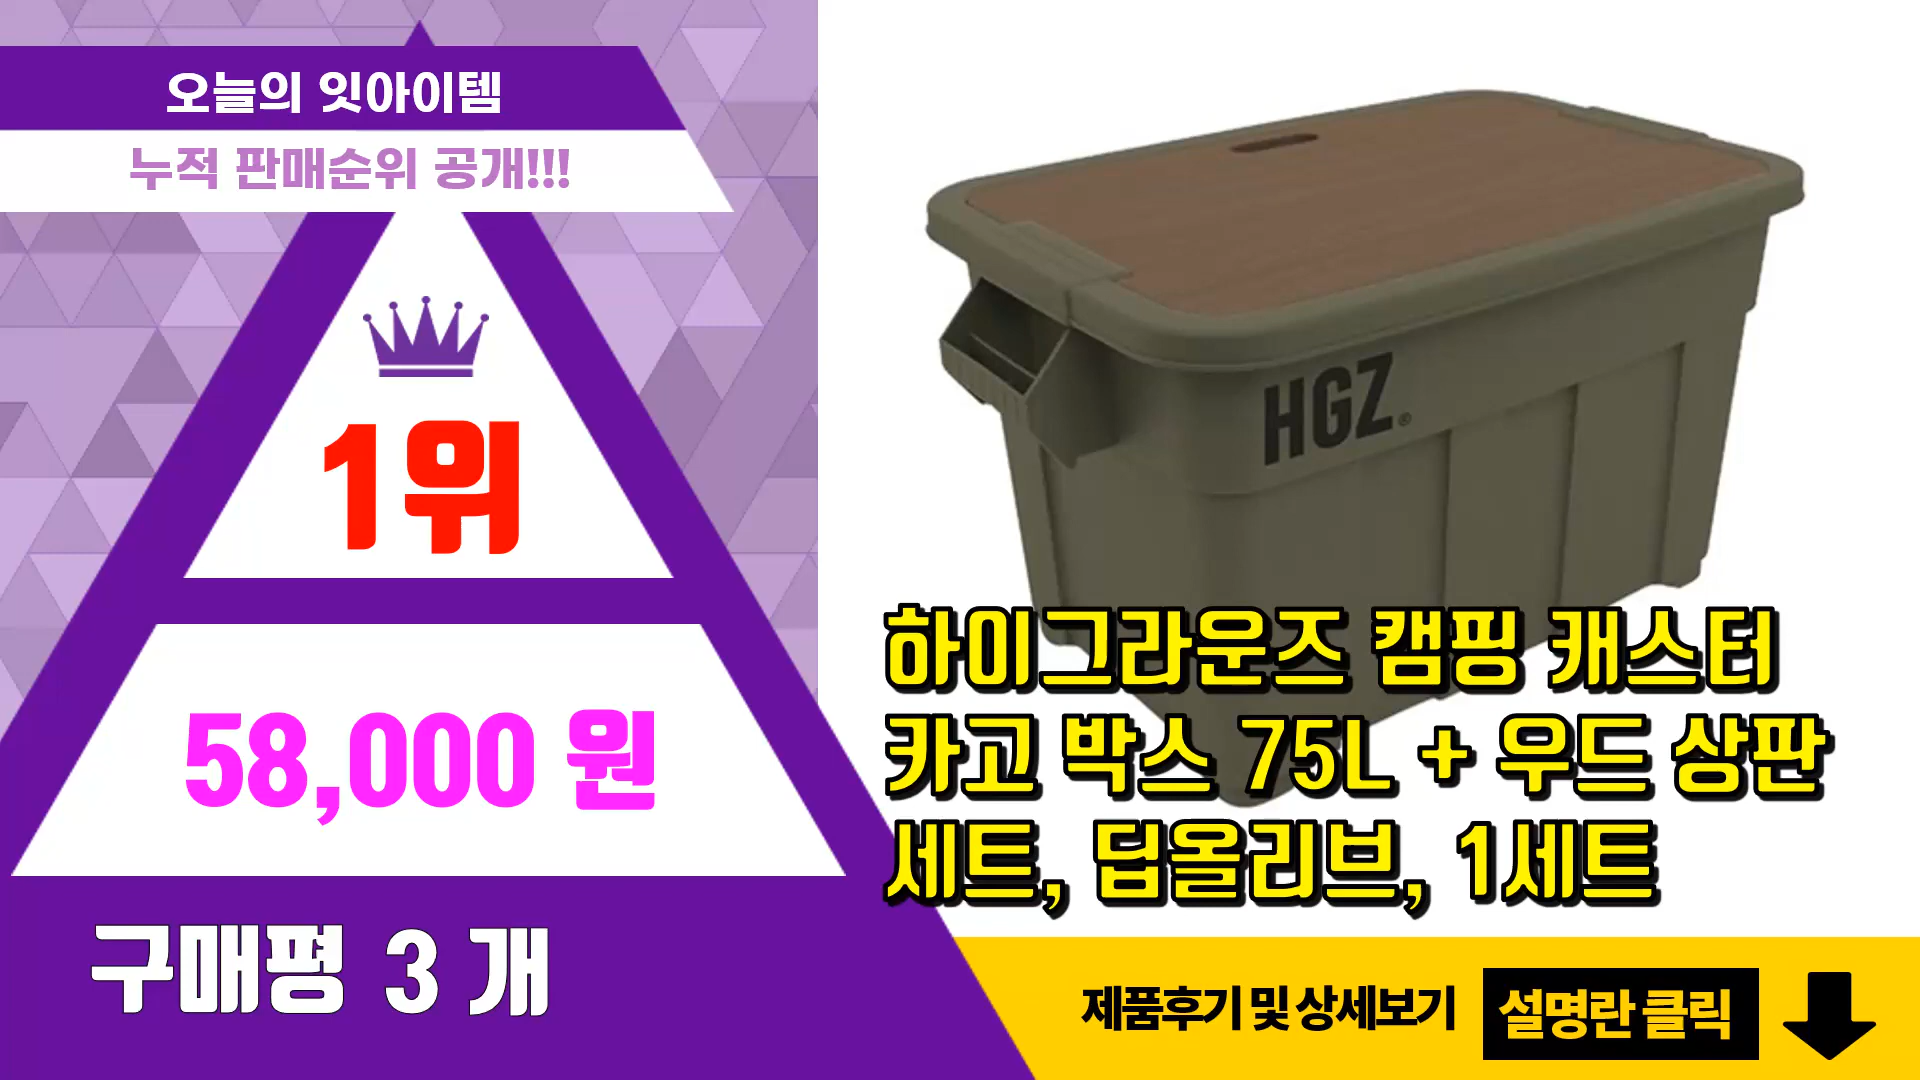 오늘의 잇아이템
누적 판매순위 공개!!!
1위
58,000 원
구매평 3 개
HGZ®
하이그라운즈 캠핑 캐스터
카고 박스 75L + 우드 상판
세트, 딥올리브, 1세트
제품후기 및 상세보기
설명란 클릭